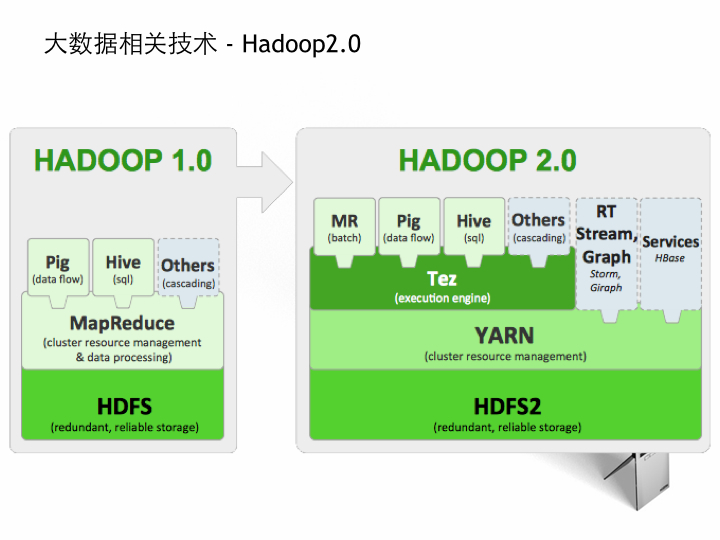 大数据相关技术 - Hadoop2.0
HADOOP 1.0
Pig
(data flow)
Hive
(sql)
Others
(cascading)
MapReduce
(cluster resource management
& data processing)
HDFS
(redundant, reliable storage)
HADOOP 2.0
MR
(batch)
Pig
(data flow)
Hive
(sql)
Others
(cascading)
RT
Stream,
Graph
Storm,
Giraph
Services
HBase
Tez
(execution engine)
YARN
(cluster resource management)
HDFS2
(redundant, reliable storage)